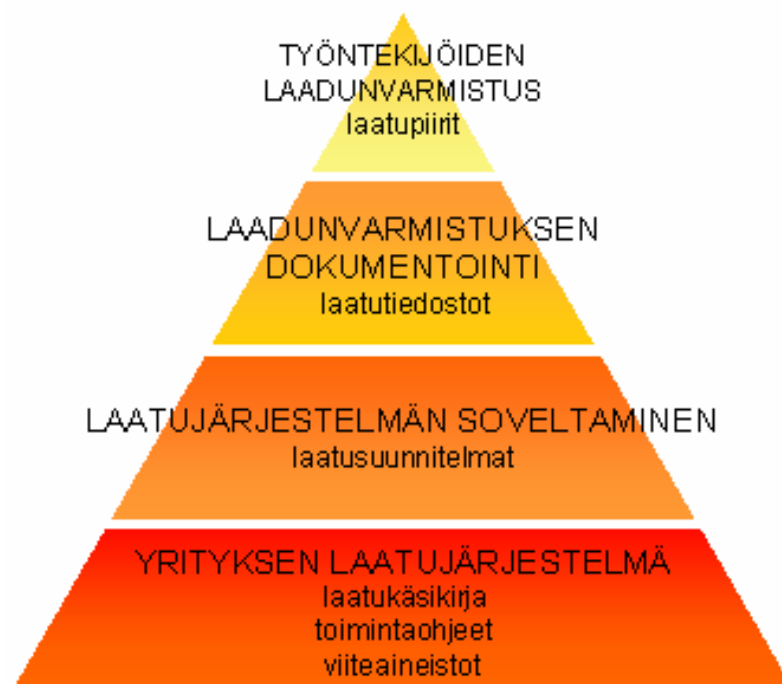 TYÖNTEKIJÖIDEN
LAADUNVARMISTUS
laatupiirit
LAADUNVARMISTUKSEN
DOKUMENTOINTI
laatutiedostot
LAATUJÄRJESTELMÄN SOVELTAMINEN
laatusuunnitelmat
YRITYKSEN LAATUJÄRJESTELMÄ
laatukäsikirja
toimintaohjeet
viiteaineistot